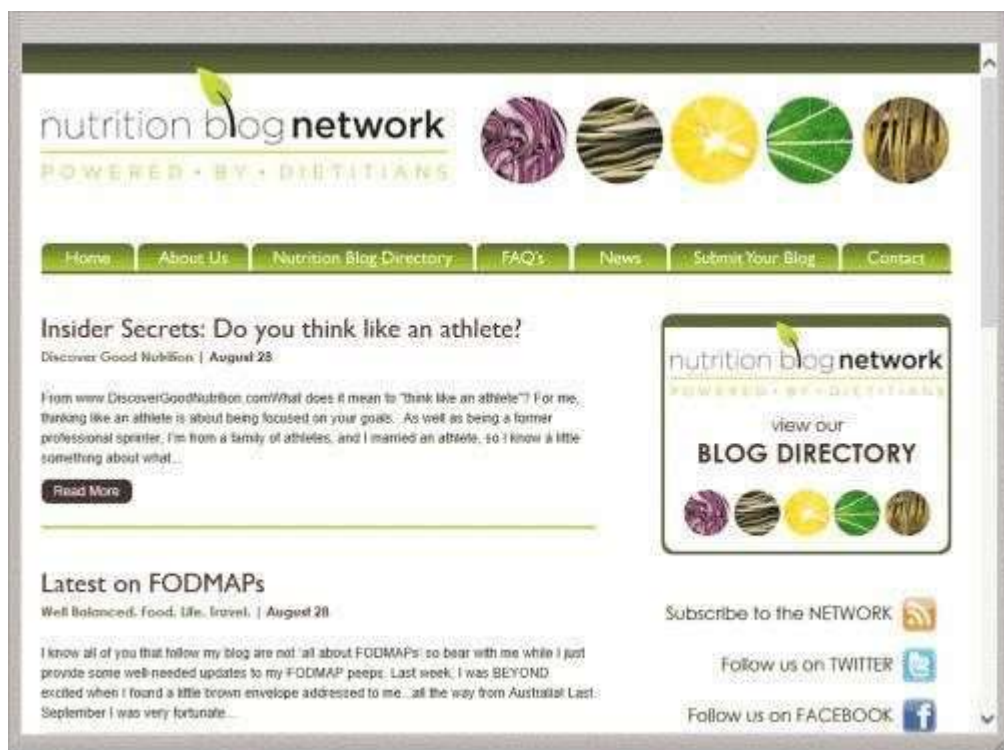 nutrition blog network
POWERED • BY • DIETITIANS
Home About Us Nutrition Blog Directory FAQ's News Submit Your Blog Contact
Insider Secrets: Do you think like an athlete?
Discover Good Nutrition | August 28
From www.DiscoverGoodNutrition.comWhat does it mean to "think like an athlete"? For me,
thinking like an athlete is about being focused on your goals. As well as being a former
professional sprinter, I'm from a family of athletes, and I married an athlete, so I know a little
something about what...
Read More
Latest on FODMAPs
Well Balanced. Food. Life. Travel. | August 28
I know all of you that follow my blog are not 'all about FODMAPs' so bear with me while I just
provide some well-needed updates to my FODMAP peeps. Last week, I was BEYOND
excited when I found a little brown envelope addressed to me...all the way from Australia! Last
September I was very fortunate...
nutrition blog network
POWERED • BY • DIETITIANS
view our
BLOG DIRECTORY
Subscribe to the NETWORK
Follow us on TWITTER
Follow us on FACEBOOK